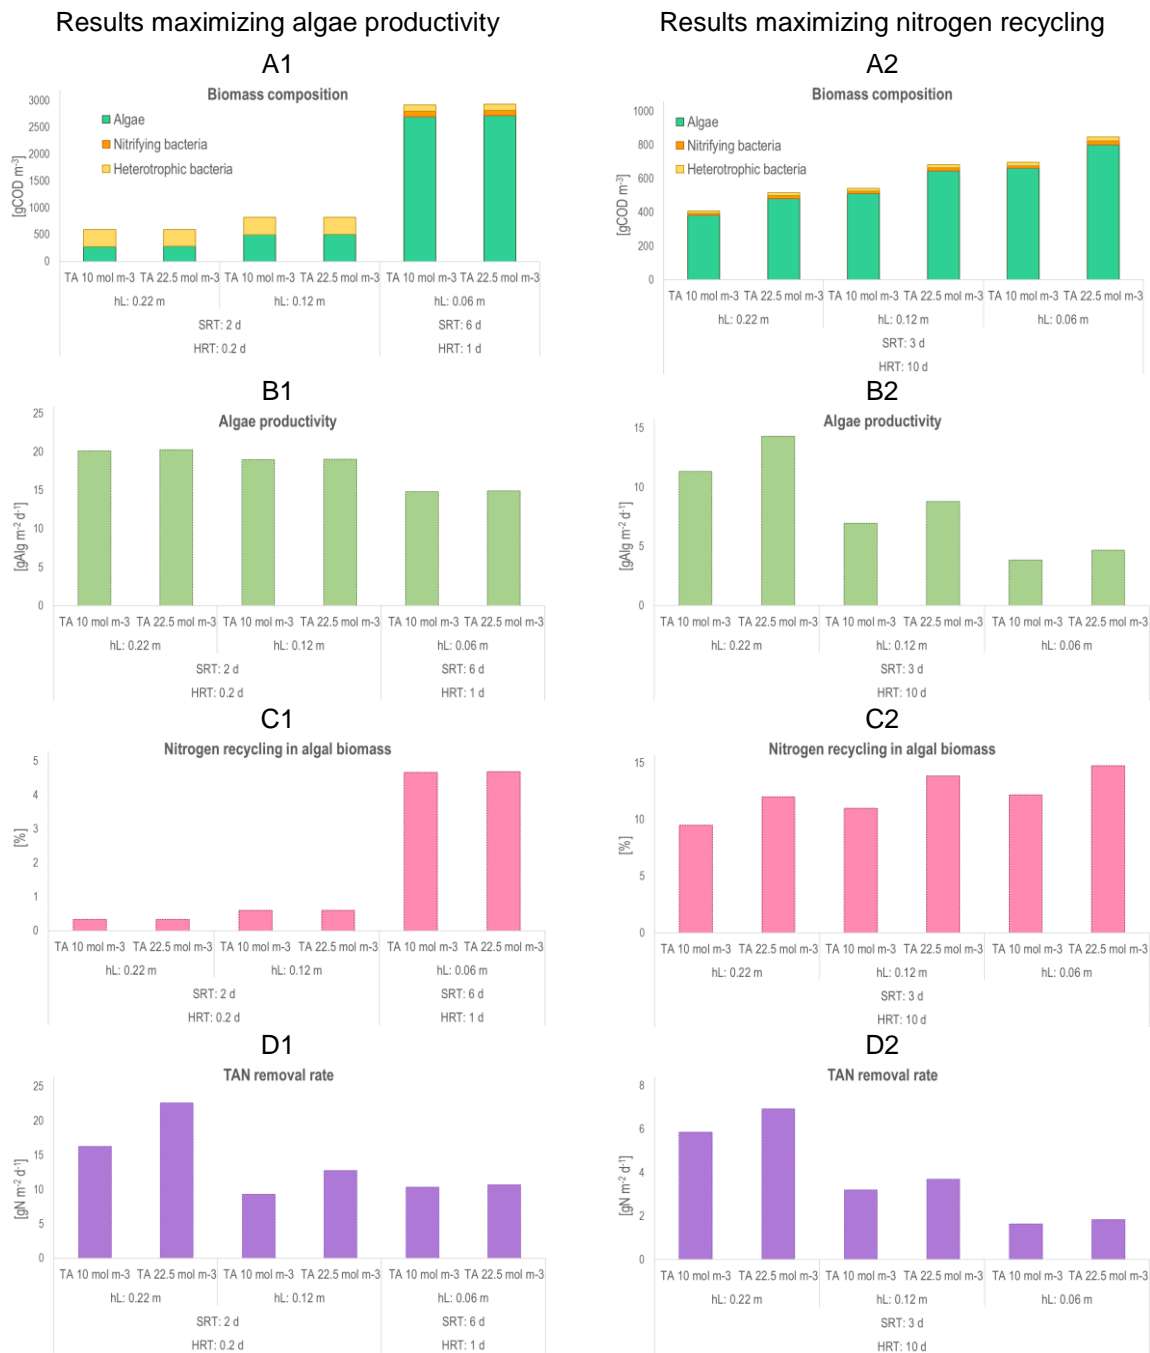 Results maximizing algae productivity
Results maximizing nitrogen recycling
A1
Biomass composition
[gCOD m-3]
3000
2500
2000
1500
1000
500
0
Algae
Nitrifying bacteria
Heterotrophic bacteria
TA 10 mol m-3 TA 22.5 mol m-3 TA 10 mol m-3 TA 22.5 mol m-3 TA 10 mol m-3 TA 22.5 mol m-3
hL: 0.22 m hL: 0.12 m hL: 0.06 m
SRT: 2 d SRT: 6 d
HRT: 0.2 d HRT: 1 d
A2
Biomass composition
[gCOD m-3]
1000
800
600
400
200
0
Algae
Nitrifying bacteria
Heterotrophic bacteria
TA 10 mol m-3 TA 22.5 mol m-3 TA 10 mol m-3 TA 22.5 mol m-3 TA 10 mol m-3 TA 22.5 mol m-3
hL: 0.22 m hL: 0.12 m hL: 0.06 m
SRT: 3 d
HRT: 10 d
B1
Algae productivity
[gAlg m-2 d-1]
25
20
15
10
5
0
TA 10 mol m-3 TA 22.5 mol m-3 TA 10 mol m-3 TA 22.5 mol m-3 TA 10 mol m-3 TA 22.5 mol m-3
hL: 0.22 m hL: 0.12 m hL: 0.06 m
SRT: 2 d SRT: 6 d
HRT: 0.2 d HRT: 1 d
B2
Algae productivity
[gAlg m-2 d-1]
15
10
5
0
TA 10 mol m-3 TA 22.5 mol m-3 TA 10 mol m-3 TA 22.5 mol m-3 TA 10 mol m-3 TA 22.5 mol m-3
hL: 0.22 m hL: 0.12 m hL: 0.06 m
SRT: 3 d
HRT: 10 d
C1
Nitrogen recycling in algal biomass
[%]
5
4
3
2
1
0
TA 10 mol m-3 TA 22.5 mol m-3 TA 10 mol m-3 TA 22.5 mol m-3 TA 10 mol m-3 TA 22.5 mol m-3
hL: 0.22 m hL: 0.12 m hL: 0.06 m
SRT: 2 d SRT: 6 d
HRT: 0.2 d HRT: 1 d
C2
Nitrogen recycling in algal biomass
[%]
15
10
5
0
TA 10 mol m-3 TA 22.5 mol m-3 TA 10 mol m-3 TA 22.5 mol m-3 TA 10 mol m-3 TA 22.5 mol m-3
hL: 0.22 m hL: 0.12 m hL: 0.06 m
SRT: 3 d
HRT: 10 d
D1
TAN removal rate
[gN m-2 d-1]
25
20
15
10
5
0
TA 10 mol m-3 TA 22.5 mol m-3 TA 10 mol m-3 TA 22.5 mol m-3 TA 10 mol m-3 TA 22.5 mol m-3
hL: 0.22 m hL: 0.12 m hL: 0.06 m
SRT: 2 d SRT: 6 d
HRT: 0.2 d HRT: 1 d
D2
TAN removal rate
[gN m-2 d-1]
8
6
4
2
0
TA 10 mol m-3 TA 22.5 mol m-3 TA 10 mol m-3 TA 22.5 mol m-3 TA 10 mol m-3 TA 22.5 mol m-3
hL: 0.22 m hL: 0.12 m hL: 0.06 m
SRT: 3 d
HRT: 10 d